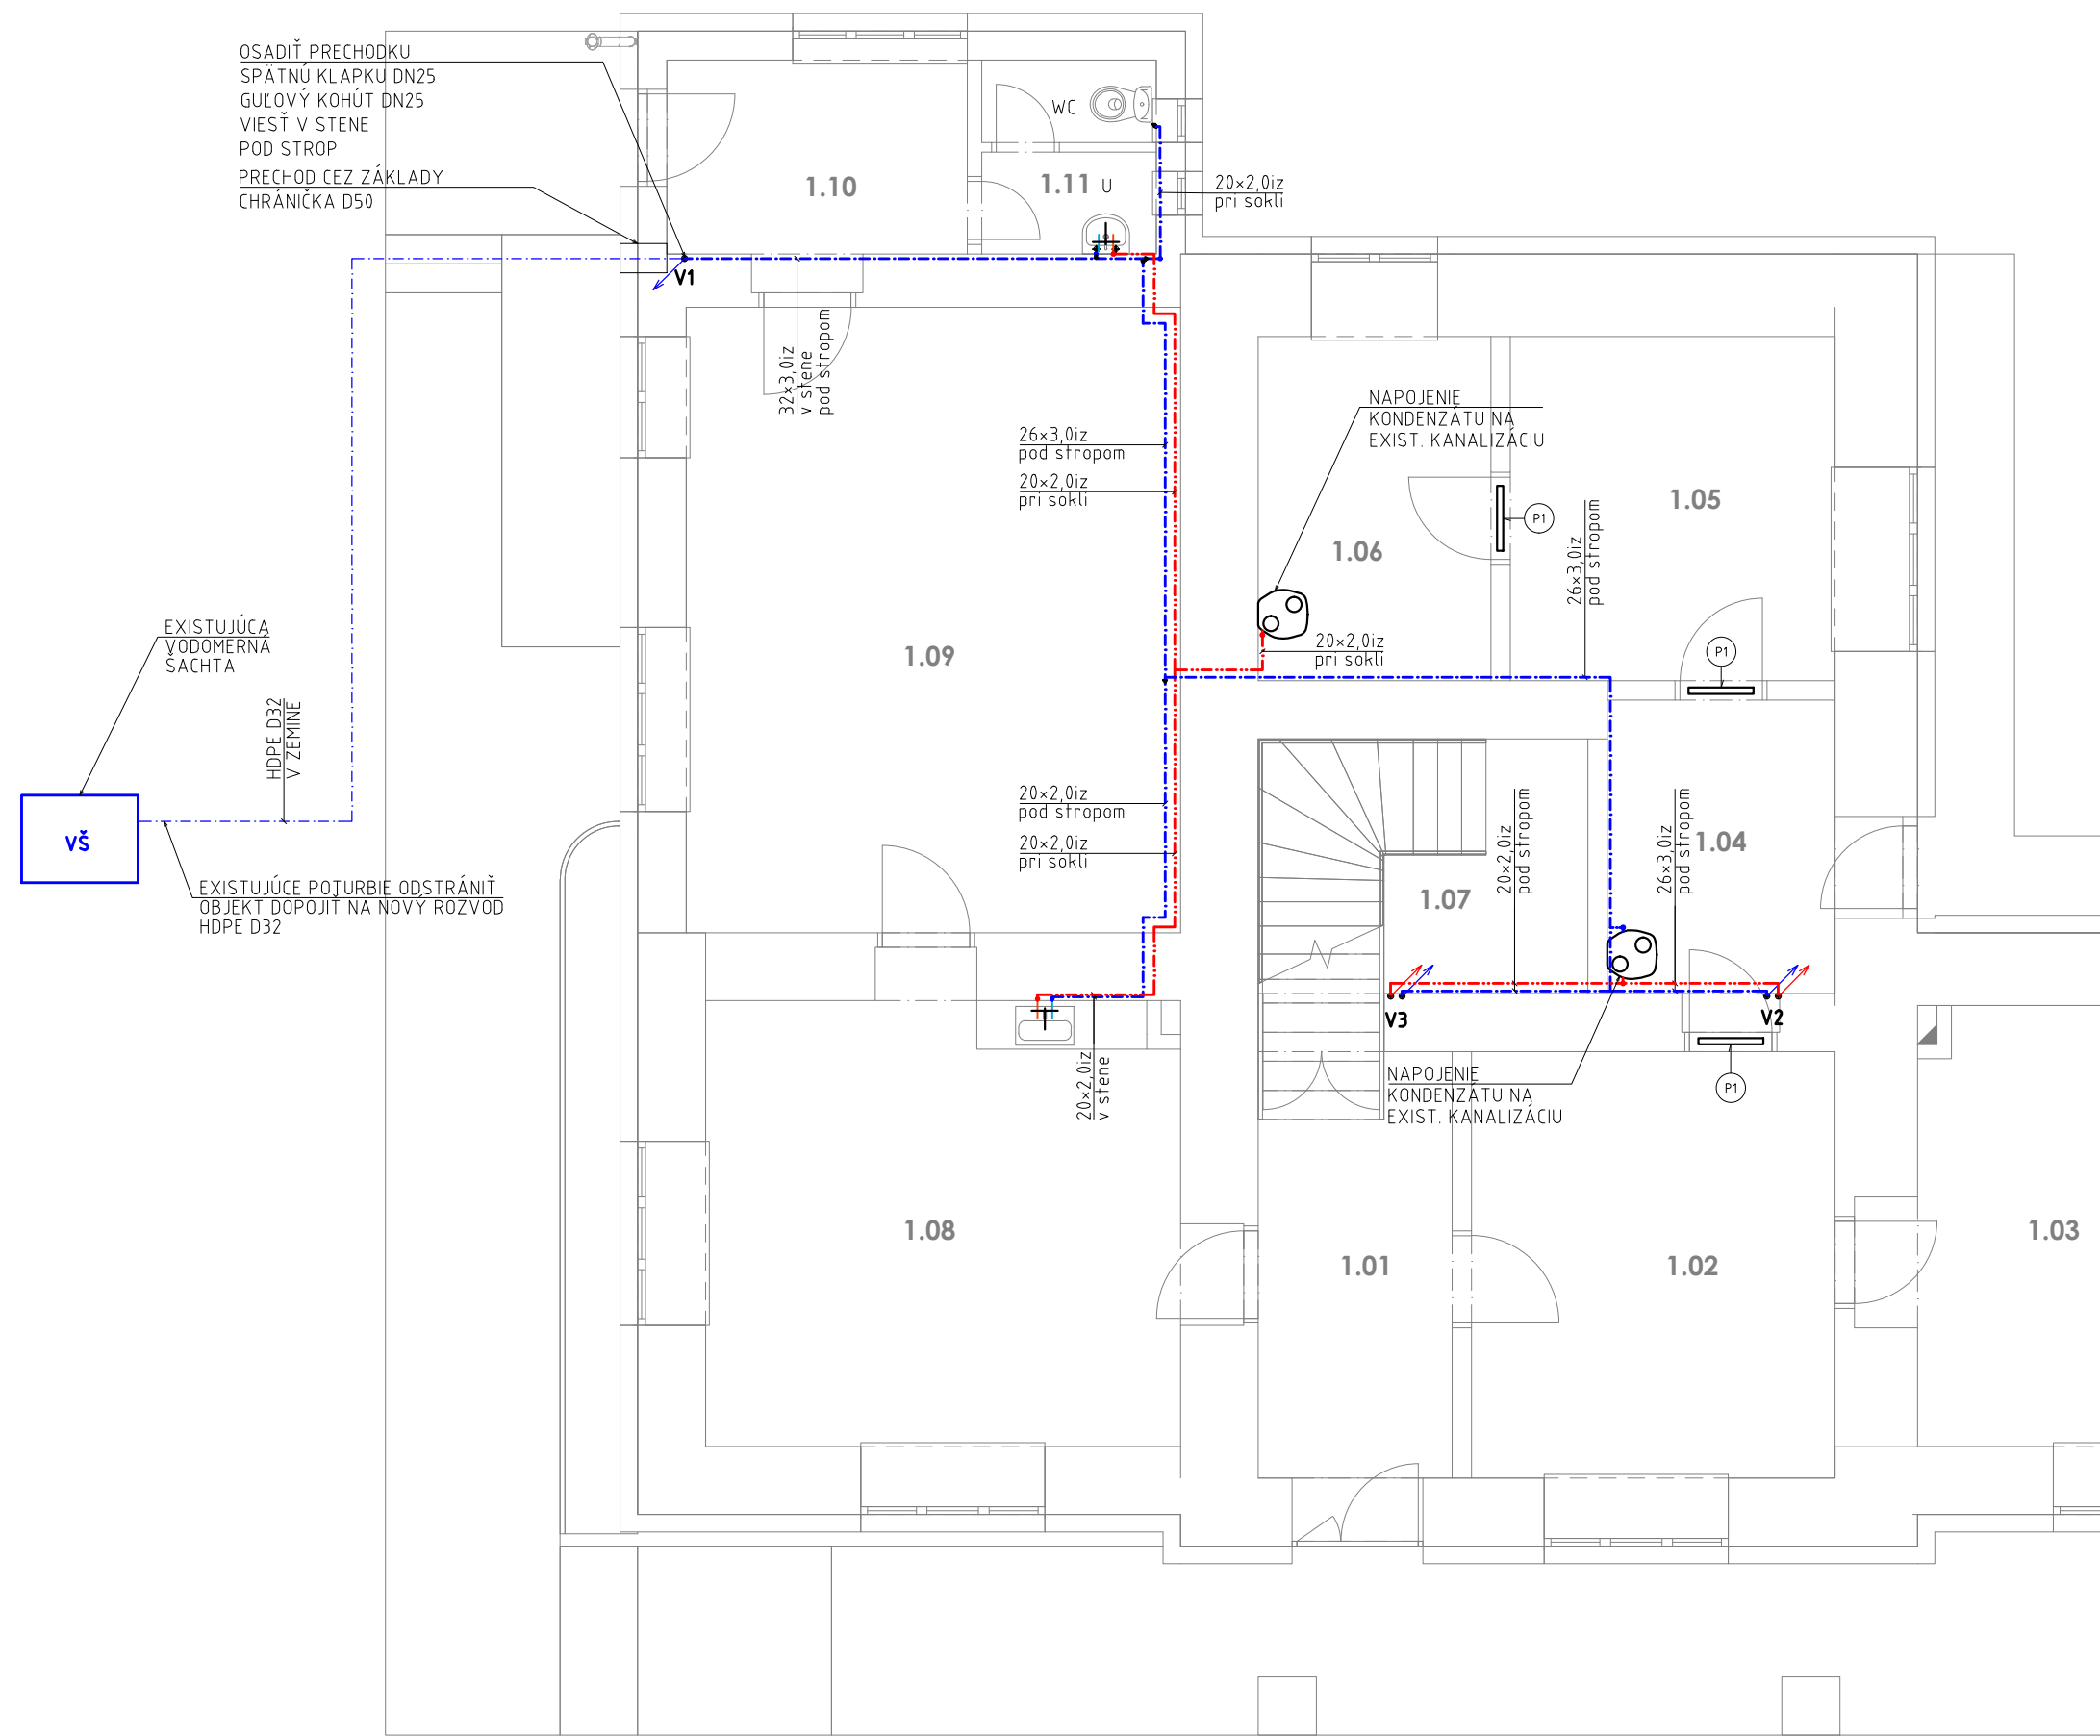 OSADIŤ PRECHODKU
SPÄTNÚ KLAPKU DN25
GUĽOVÝ KOHÚT DN25
VIESŤ V STENE
POD STROP
PRECHOD CEZ ZÁKLADY
CHRÁNIČKA D50
WC
1.10
1.11 U
20×2,0iz
pri sokli
V1
32×3,0iz
v stene
pod stropom
NAPOJENIE
KONDENZÁTU NA
EXIST. KANALIZÁCIU
26×3,0iz
pod stropom
20×2,0iz
pri sokli
1.05
P1
1.06
26×3,0iz
pod stropom
EXISTUJÚCA
VODOMERNÁ
ŠACHTA
1.09
20×2,0iz
pri sokli
P1
HDPE D32
V ZEMINE
20×2,0iz
pod stropom
20×2,0iz
pri sokli
20×2,0iz
pod stropom
26×3,0iz
pod stropom
1.04
VŠ
EXISTUJÚCE POTURBIE ODSTRÁNIŤ
OBJEKT DOPOJIŤ NA NOVÝ ROZVOD
HDPE D32
1.07
V3
V2
20×2,0iz
v stene
NAPOJENIE
KONDENZÁTU NA
EXIST. KANALIZÁCIU
P1
1.08
1.01
1.02
1.03